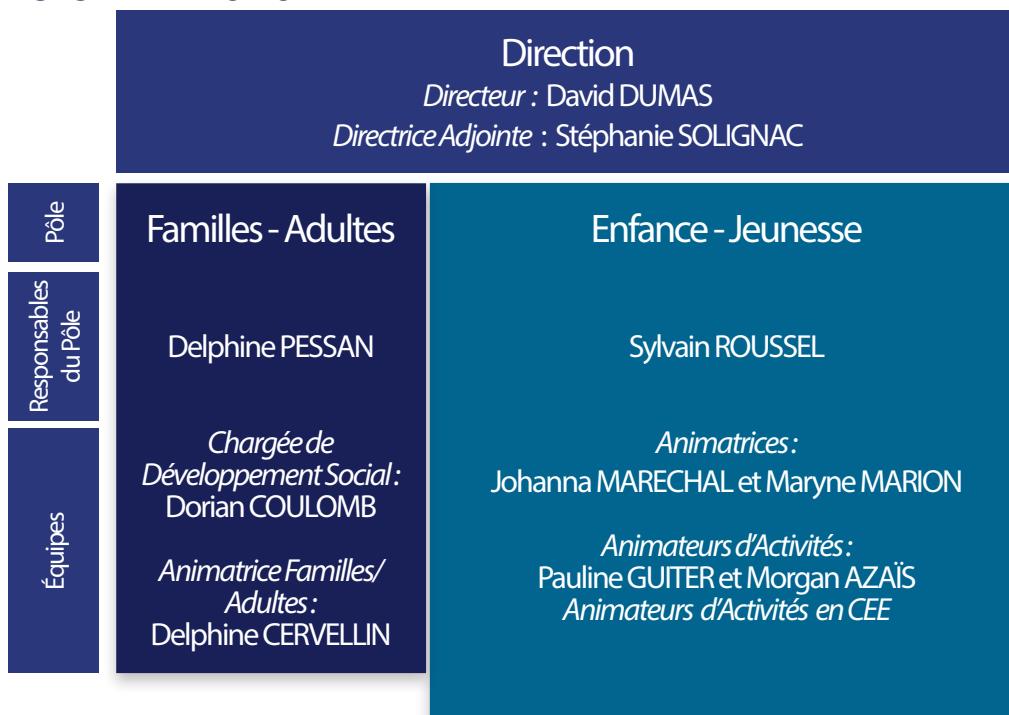 Direction
Directeur : David DUMAS
Directrice Adjointe : Stéphanie SOLIGNAC
Pôle
Familles - Adultes
Enfance - Jeunesse
Responsables
du Pôle
Delphine PESSAN
Sylvain ROUSSEL
Équipes
Chargée de
Développement Social :
Dorian COULOMB
Animatrice Familles/
Adultes :
Delphine CERVELLIN
Animatrices :
Johanna MARECHAL et Maryne MARION
Animateurs d'Activités :
Pauline GUITER et Morgan AZAÏS
Animateurs d'Activités en CEE